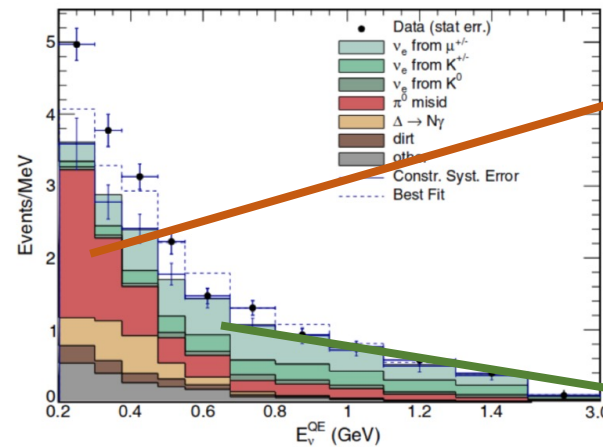 Data (stat err.)
νe from μ+/-
νe from K+/-
νe from K0
π0 misid
Δ → Nγ
dirt
other
Constr. Syst. Error
Best Fit
Events/MeV
5
4
3
2
1
0
0.2 0.4 0.6 0.8 1 1.2 1.4 3.0
EνQE (GeV)